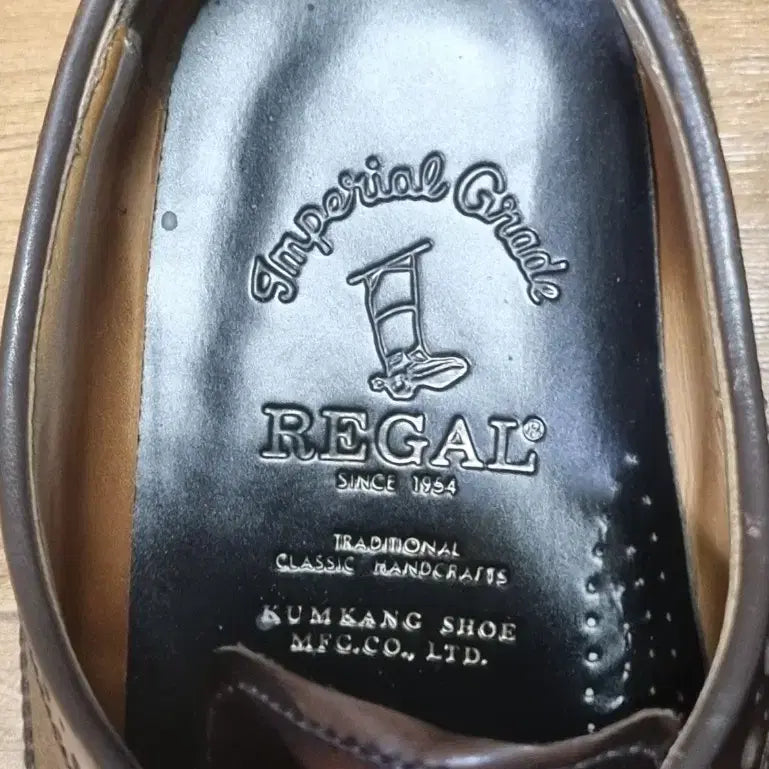 Imperial Grade
REGAL®
SINCE 1954
TRADITIONAL
CLASSIC HANDCRAFTS
KUMKANG SHOE
MFG.CO., LTD.